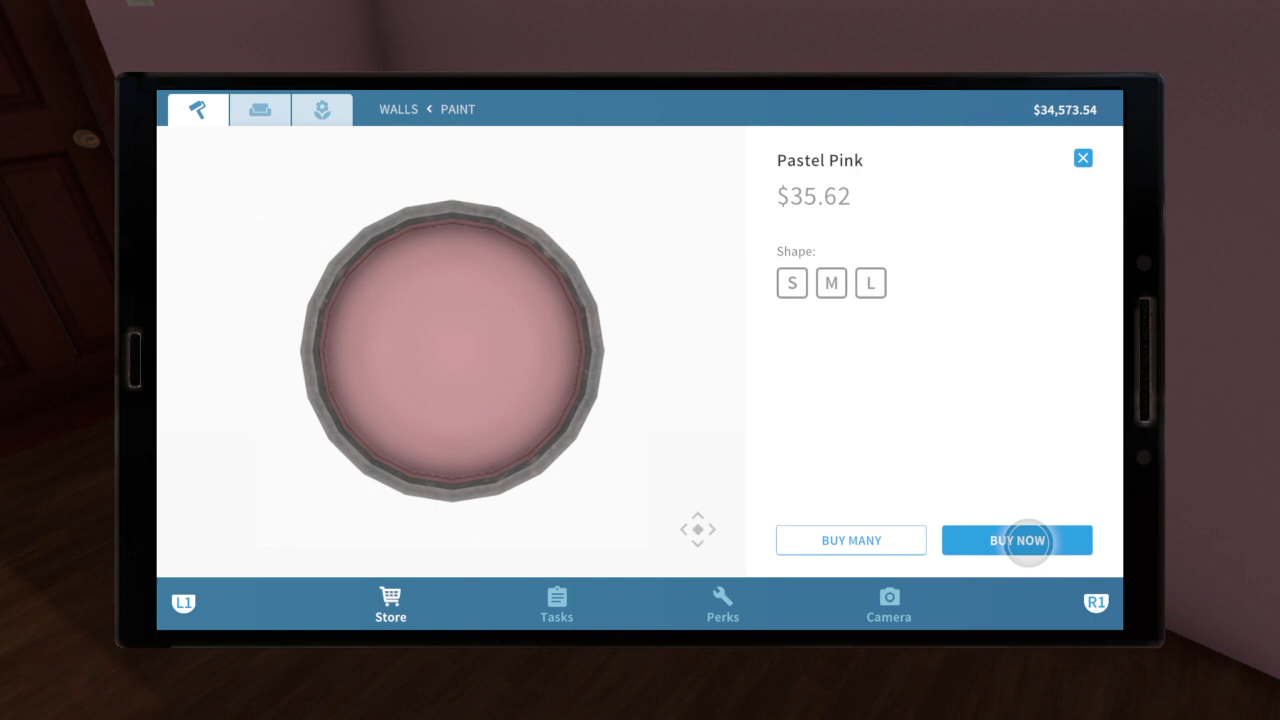 WALLS < PAINT
$34,573.54
Pastel Pink
$35.62
Shape:
S M L
BUY MANY
BUY NOW
L1
Store
Tasks
Perks
Camera
R1